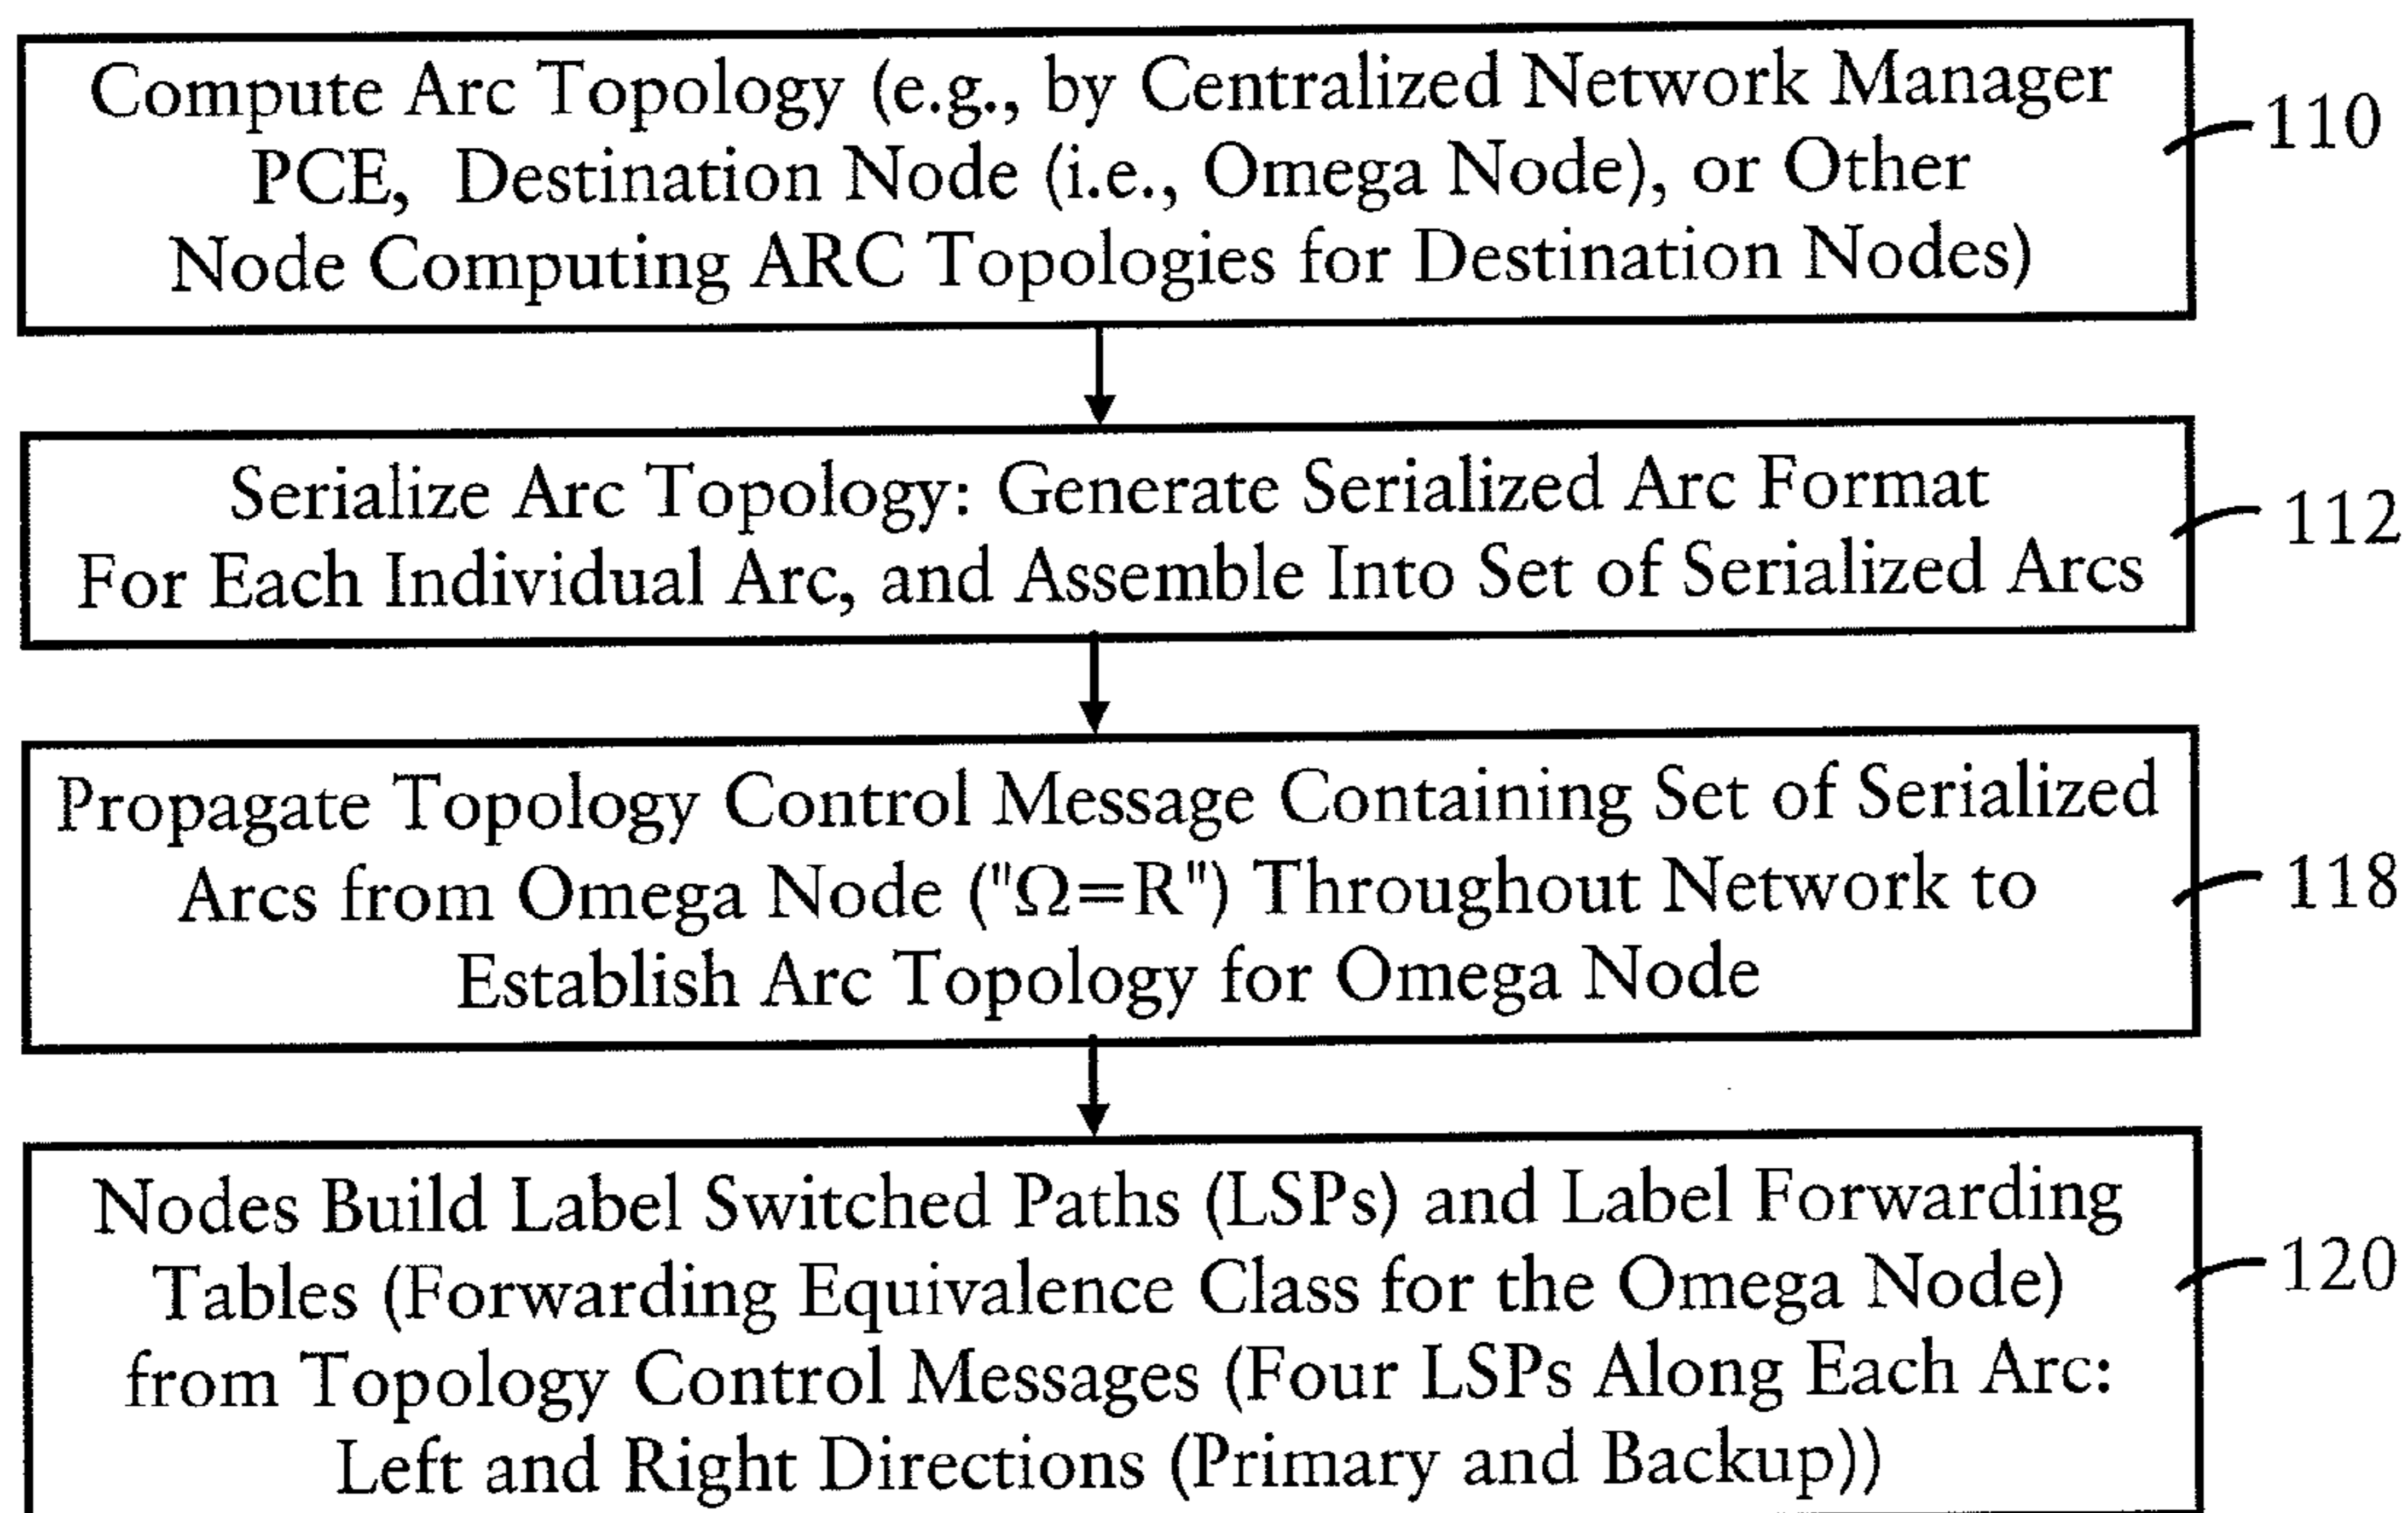 Compute Arc Topology (e.g., by Centralized Network Manager
PCE, Destination Node (i.e., Omega Node), or Other
Node Computing ARC Topologies for Destination Nodes)
110
Serialize Arc Topology: Generate Serialized Arc Format
For Each Individual Arc, and Assemble Into Set of Serialized Arcs
112
Propagate Topology Control Message Containing Set of Serialized
Arcs from Omega Node ("Ω=R") Throughout Network to
Establish Arc Topology for Omega Node
118
Nodes Build Label Switched Paths (LSPs) and Label Forwarding
Tables (Forwarding Equivalence Class for the Omega Node)
from Topology Control Messages (Four LSPs Along Each Arc:
Left and Right Directions (Primary and Backup))
120